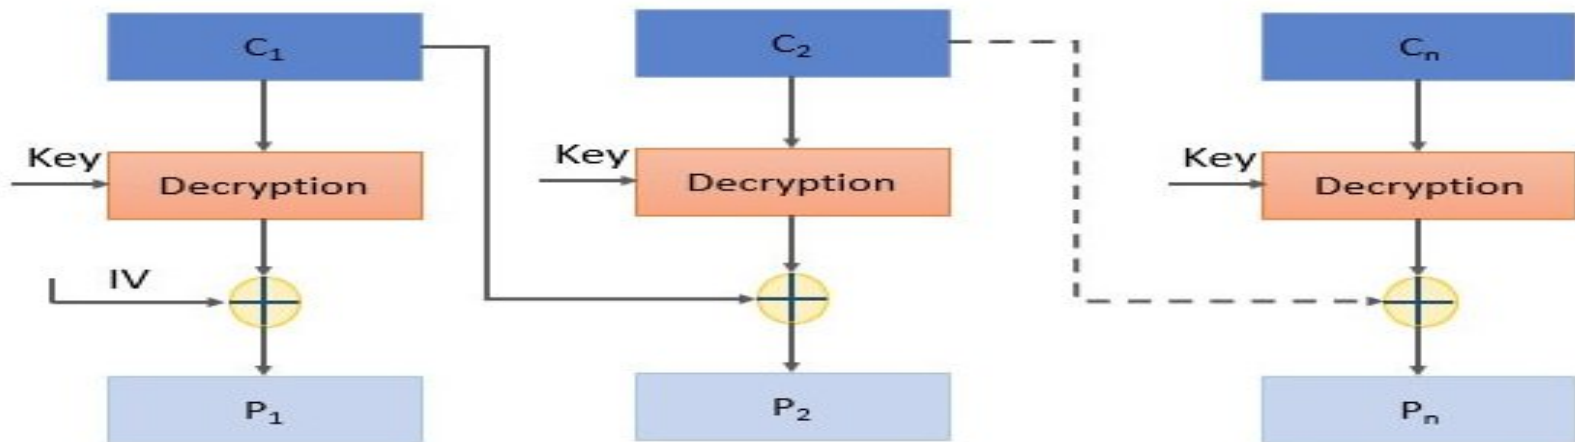 C₁
C₂
Cₙ
Key
Decryption
Key
Decryption
Key
Decryption
IV
P₁
P₂
Pₙ